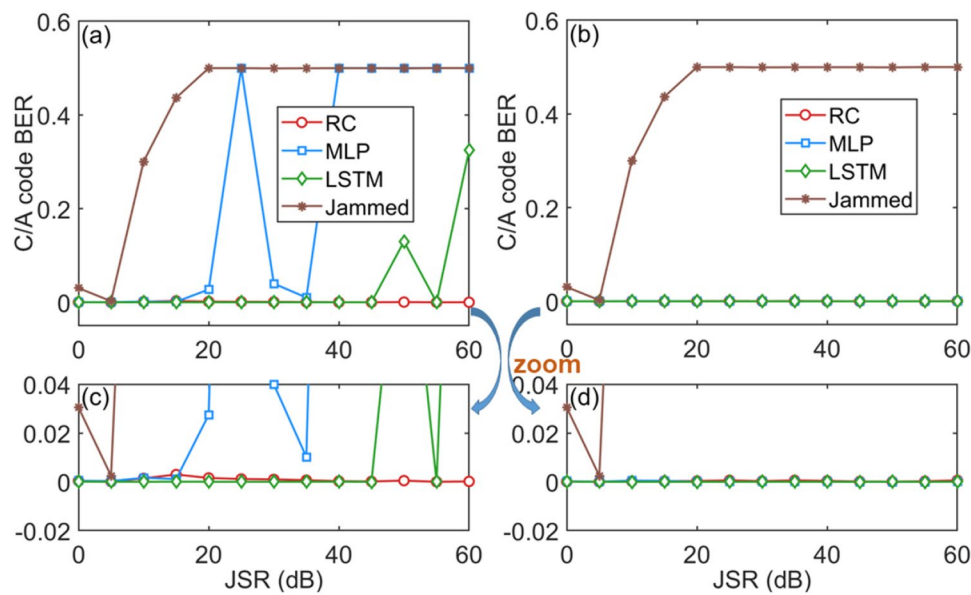 (a)
0.6
0.4
0.2
0
C/A code BER
RC
MLP
LSTM
Jammed
0 20 40 60
(b)
0.6
0.4
0.2
0
C/A code BER
RC
MLP
LSTM
Jammed
0 20 40 60
zoom
(c)
0.04
0.02
0
-0.02
0 20 40 60
JSR (dB)
(d)
0.04
0.02
0
-0.02
0 20 40 60
JSR (dB)